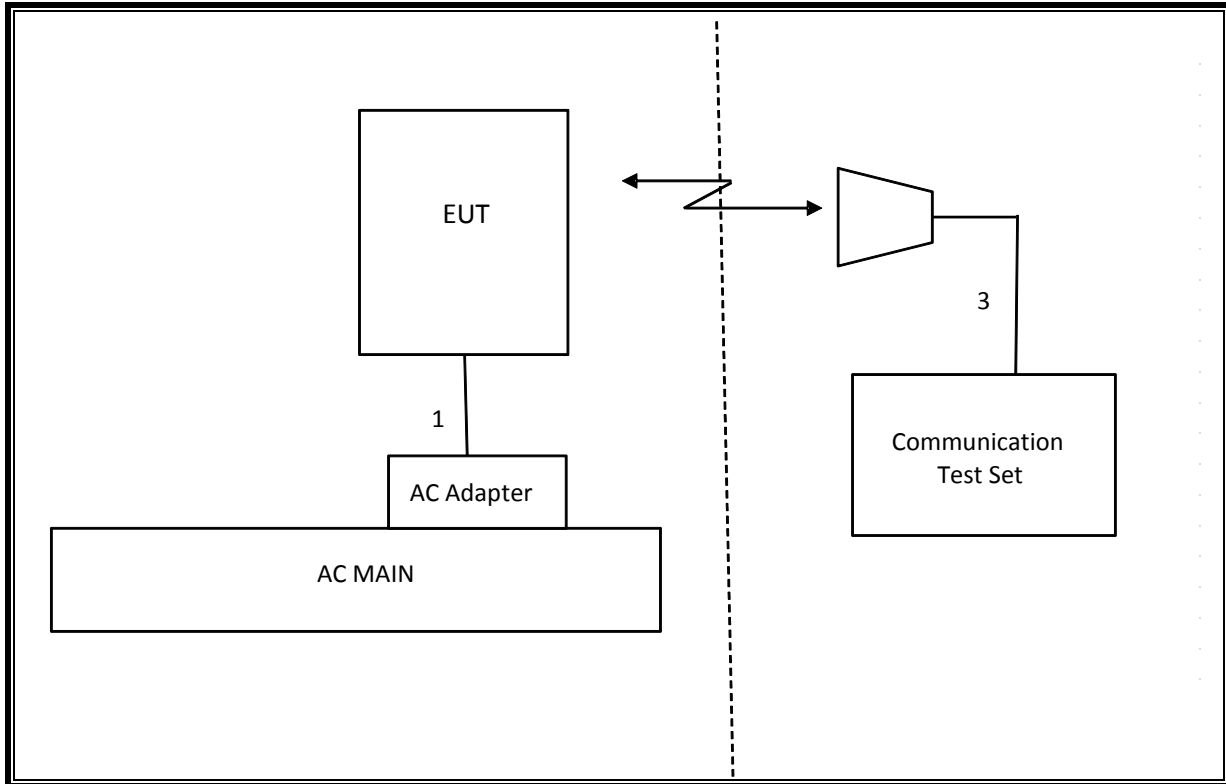 EUT
3
1
Communication
Test Set
AC Adapter
AC MAIN